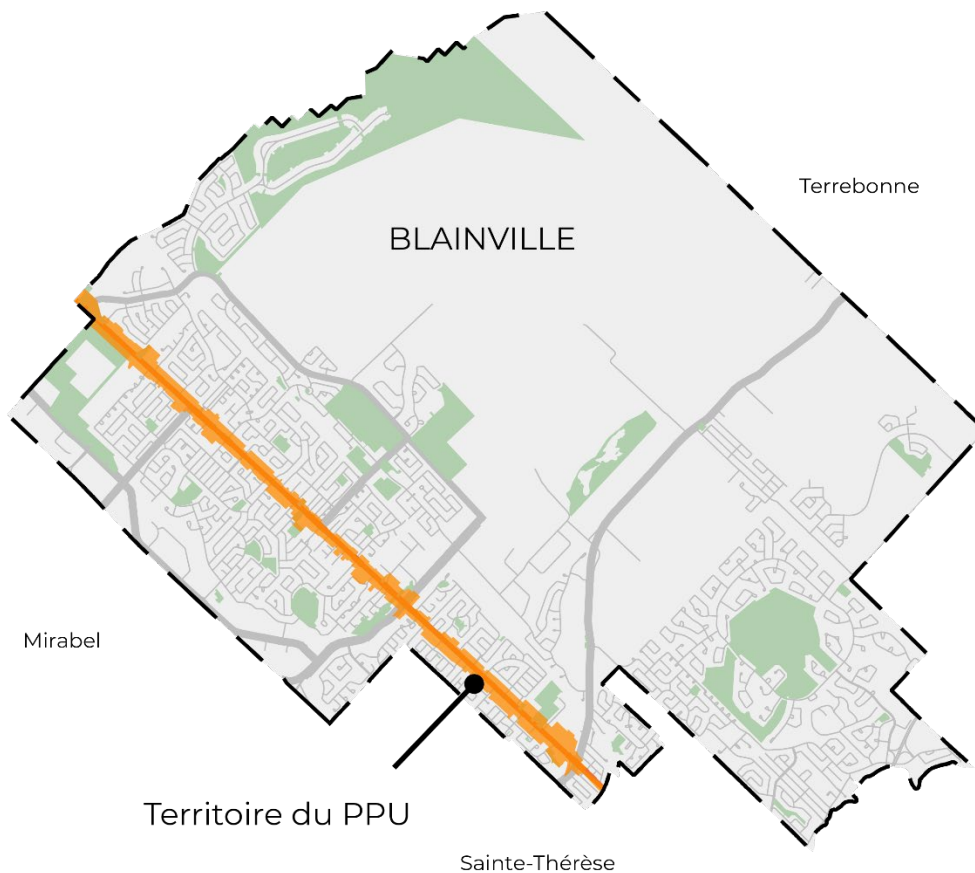 Terrebonne
BLAINVILLE
Mirabel
Territoire du PPU
Sainte-Thérèse